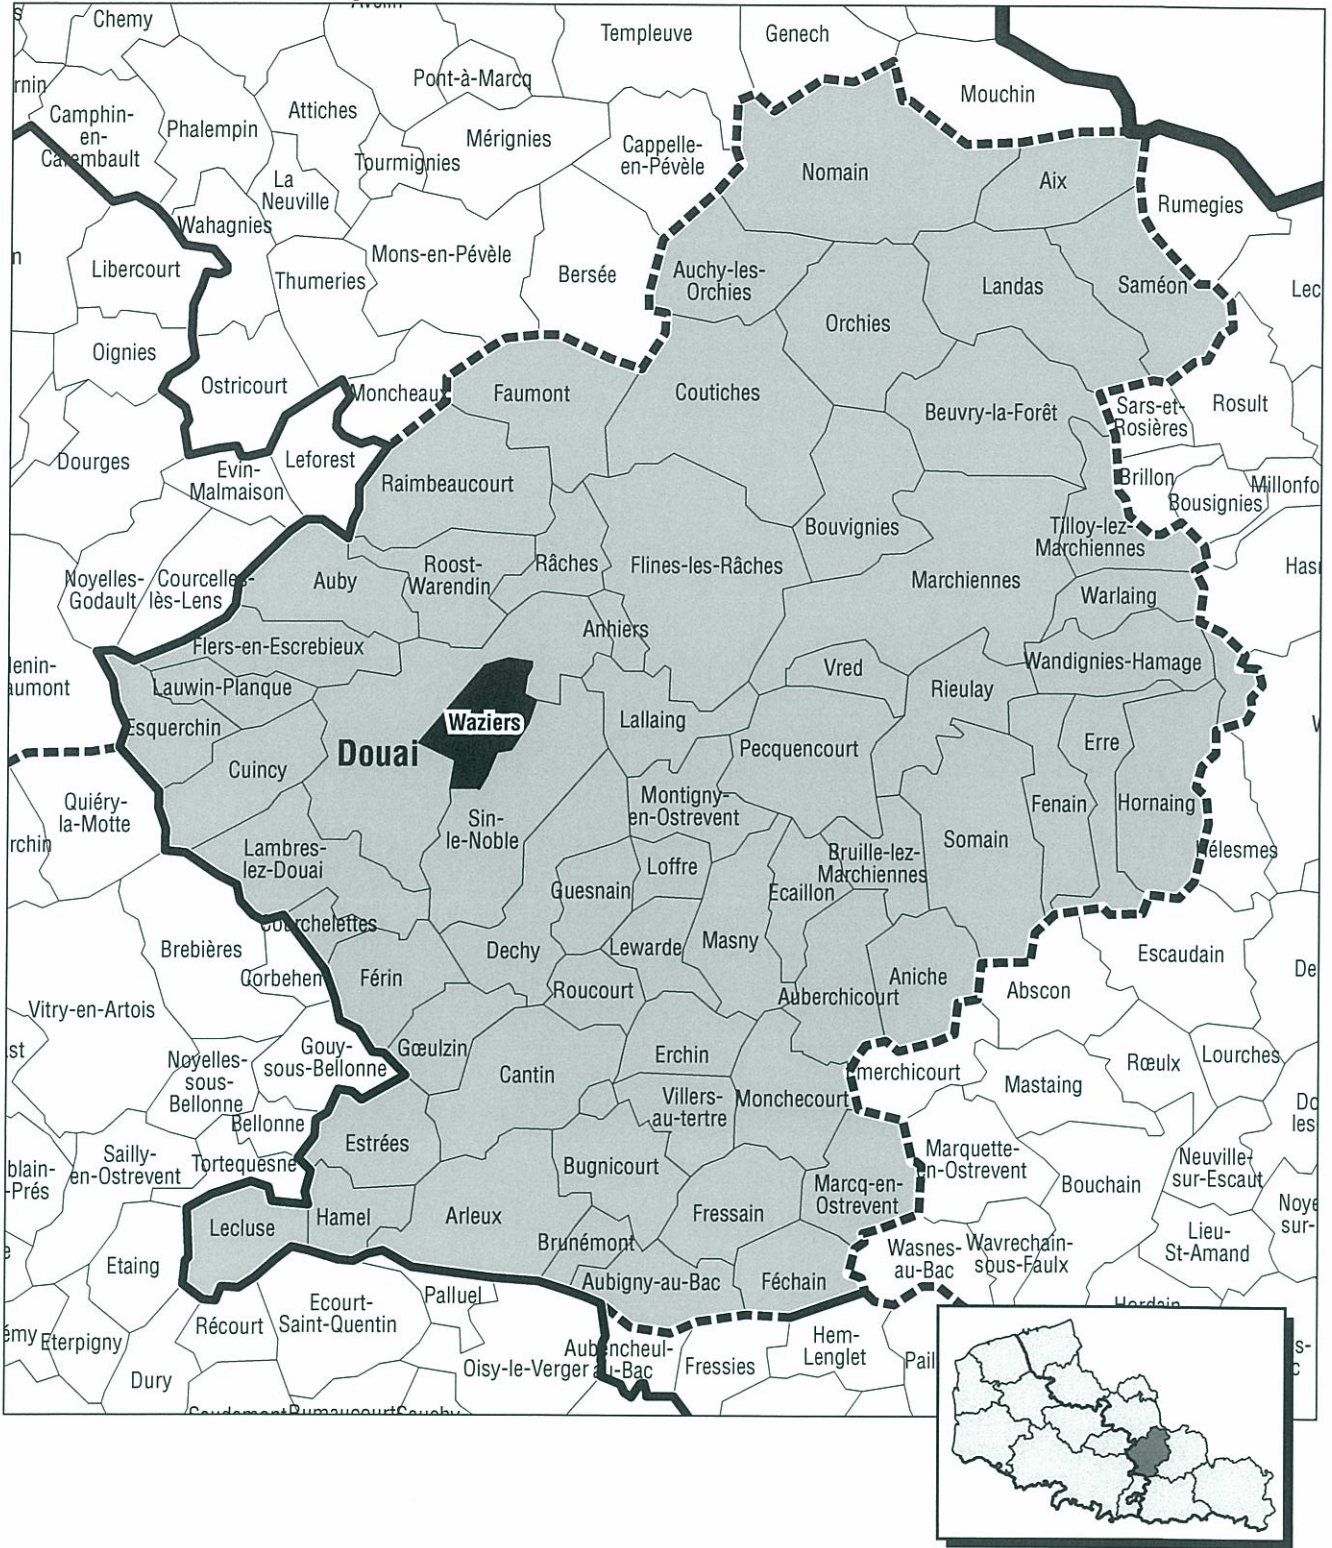 Chemy
Templeuve
Genech
Pont-à-Marcq
Mouchin
Camphin-
en-
Carembault
Phalempin
Attiches
Mérignies
Tourmignies
Cappelle-
en-Pévèle
Nomain
Aix
La
Neuville
Rumegies
Wahagnies
Mons-en-Pévèle
Libercourt
Thumeries
Bersée
Auchy-les-
Orchies
Landas
Saméon
Orchies
Oignies
Ostricourt
Moncheaux
Faumont
Coutiches
Beuvry-la-Forêt
Sars-et-
Rosières
Rosult
Dourges
Evin-
Malmaison
Leforest
Raimbeaucourt
Brillon
Bousignies
Millonfo
Bouvignies
Tilloy-lez-
Marchiennes
Noyelles-
Godault
Courcelles-
lès-Lens
Auby
Roost-
Warendin
Râches
Flines-les-Râches
Marchiennes
Warlaing
Anhiers
Flers-en-Escrebieux
Vred
Wandignies-Hamage
Lauwin-Planque
Rieulay
Esquerchin
Waziers
Lallaing
Douai
Pecquencourt
Erre
Cuincy
Quiéry-
la-Motte
Montigny-
en-Ostrevent
Fenain
Hornaing
Sin-
le-Noble
Somain
Lambres-
lez-Douai
Loffre
Bruille-lez-
Marchiennes
élesmes
Guesnain
Ecaillon
Courchelettes
Brebières
Dechy
Lewarde
Masny
Escaudain
Corbehem
Férin
Roucourt
Auberchicourt
Aniche
Abscon
Vitry-en-Artois
Gouy-
sous-Bellonne
Gœulzin
Erchin
Noyelles-
sous-
Bellonne
Cantin
merchicourt
Mastaing
Rœulx
Lourches
Villers-
au-tertre
Monchecourt
Bellonne
Estrées
Sailly-
en-Ostrevent
Tortequesne
Bugnicourt
Marquette-
en-Ostrevent
Bouchain
Neuville-
sur-Escaut
Marcq-en-
Ostrevent
Lecluse
Hamel
Arleux
Fressain
Brunémont
Wasnes-
au-Bac
Wavrechain-
sous-Faulx
Lieu-
St-Amand
Etaing
Aubigny-au-Bac
Féchain
Palluel
Récourt
Ecourt-
Saint-Quentin
Hordain
Eterpigny
Aubencheul-
au-Bac
Oisy-le-Verger
Fressies
Hem-
Lenglet
Pail
Dury